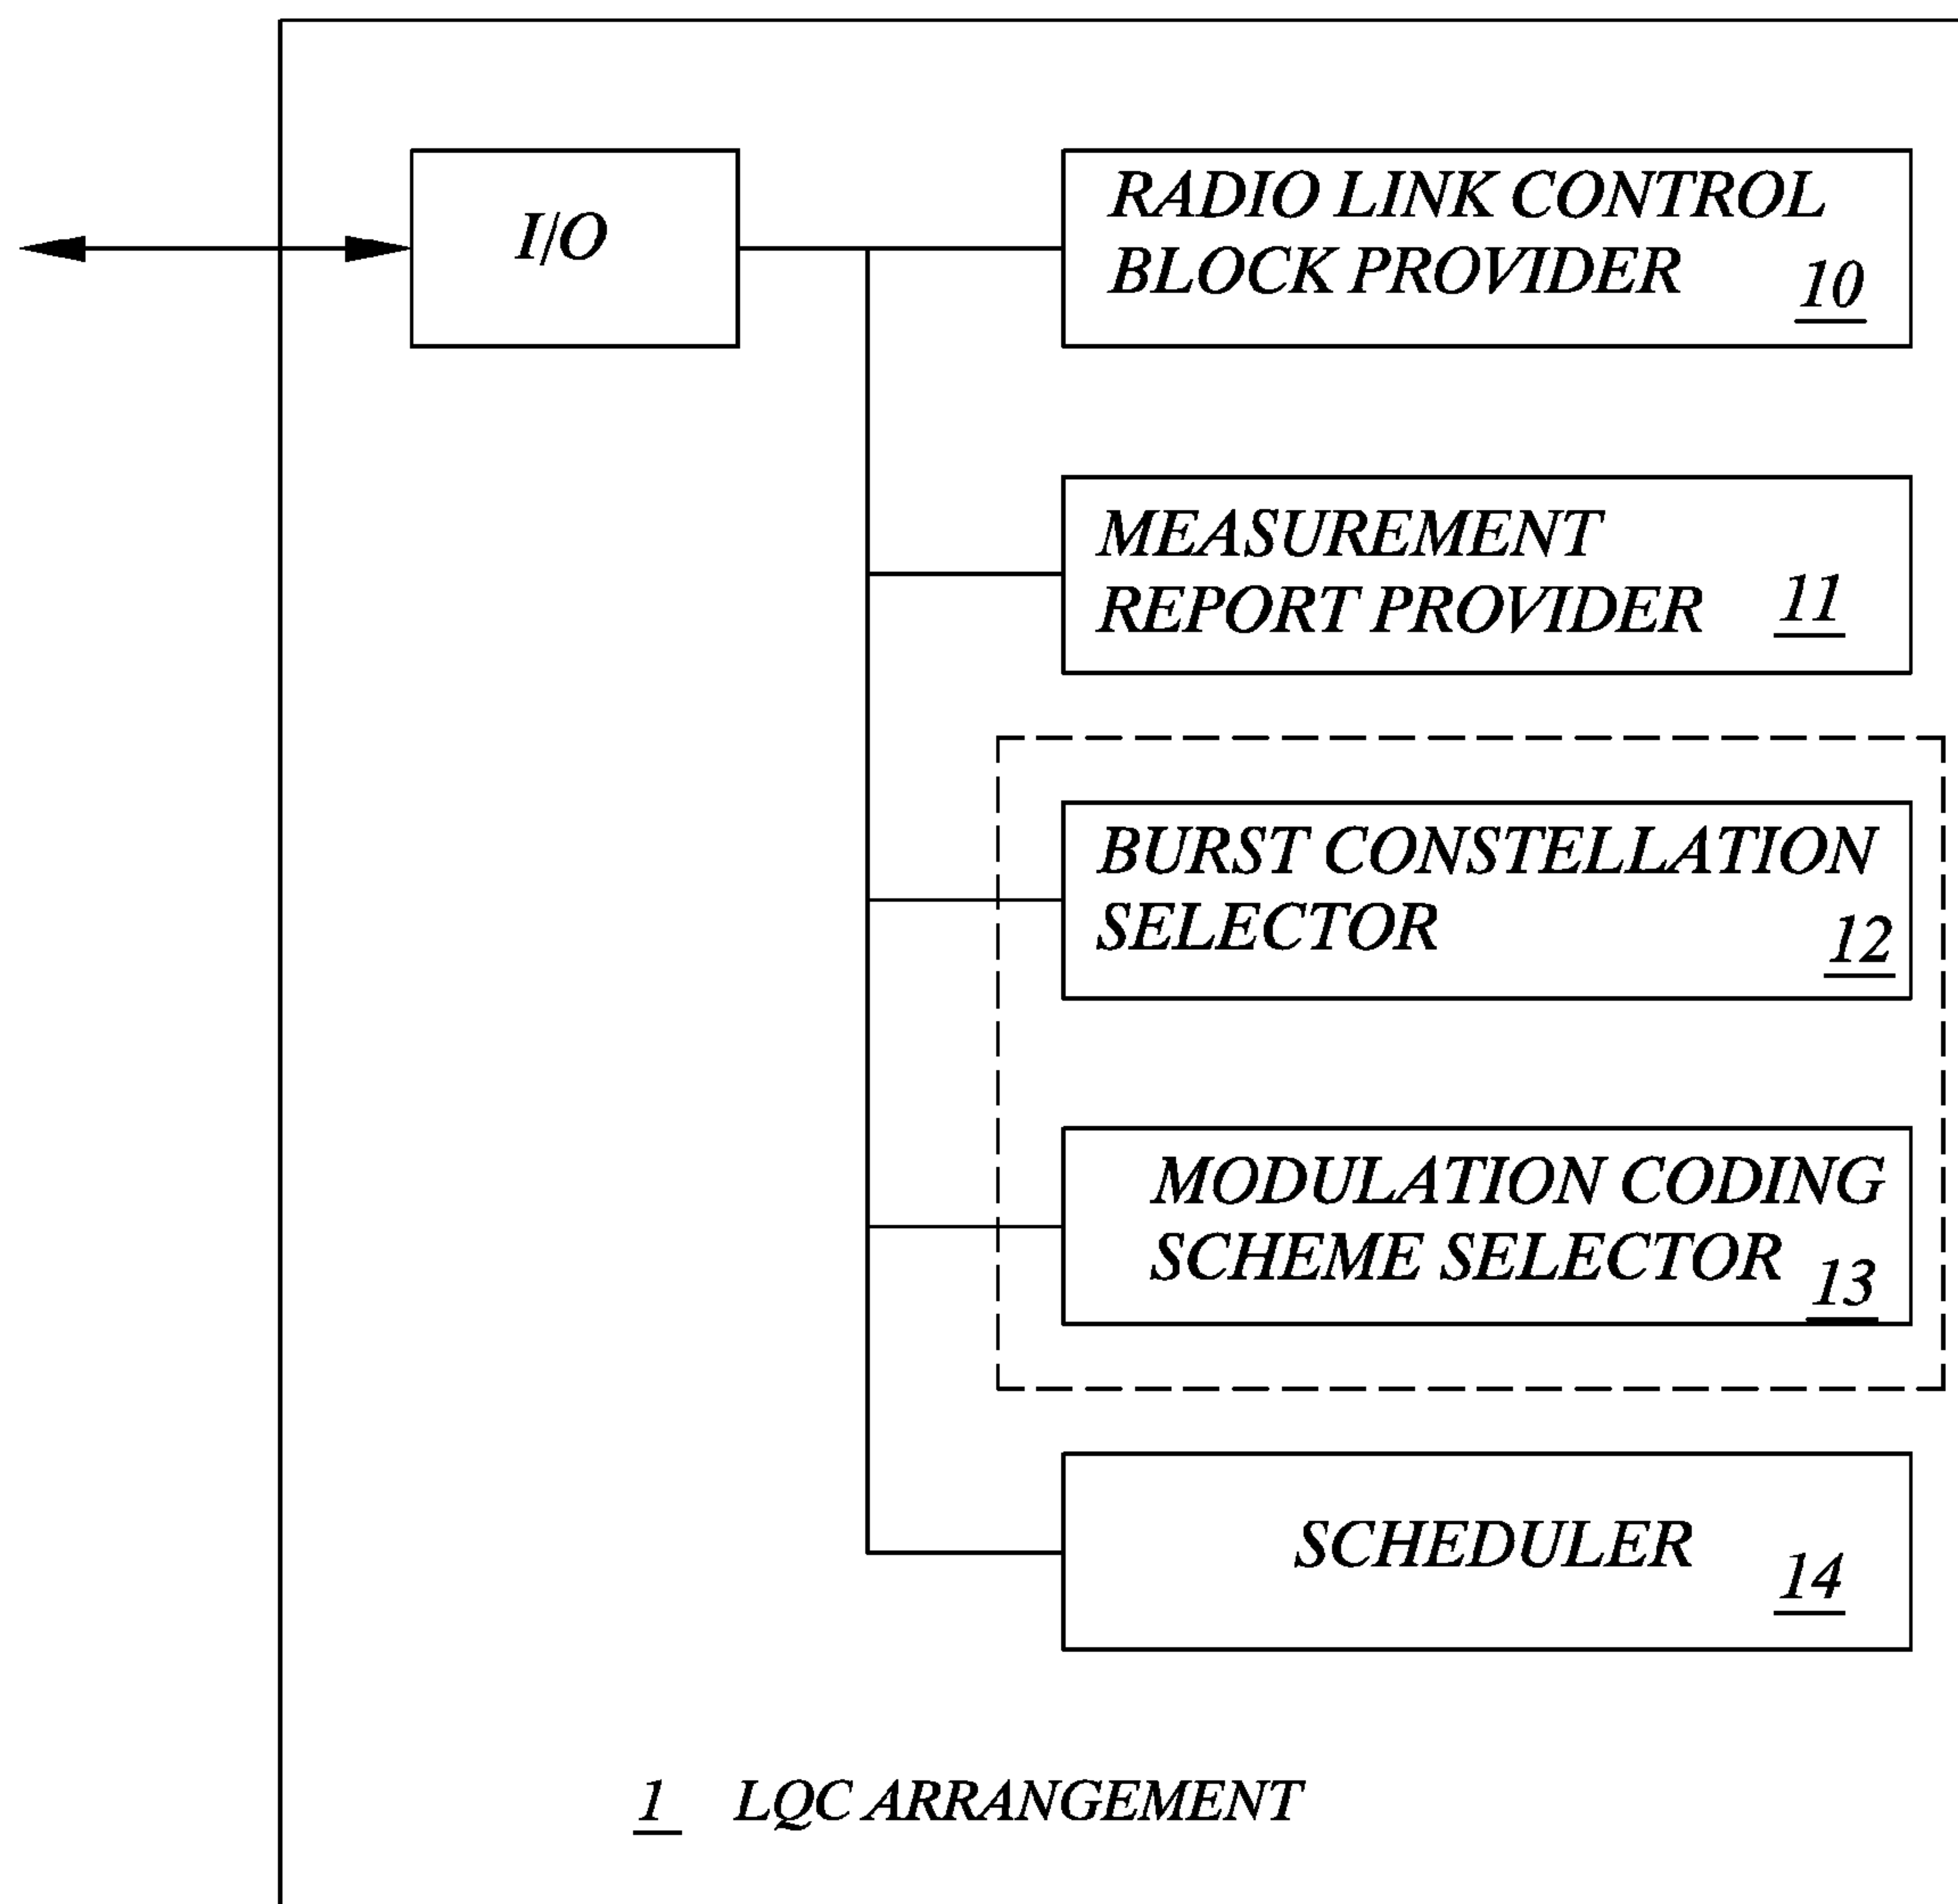 I/O
RADIO LINK CONTROL
BLOCK PROVIDER
10
MEASUREMENT
REPORT PROVIDER
11
BURST CONSTELLATION
SELECTOR
12
MODULATION CODING
SCHEME SELECTOR
13
SCHEDULER
14
1 LQC ARRANGEMENT